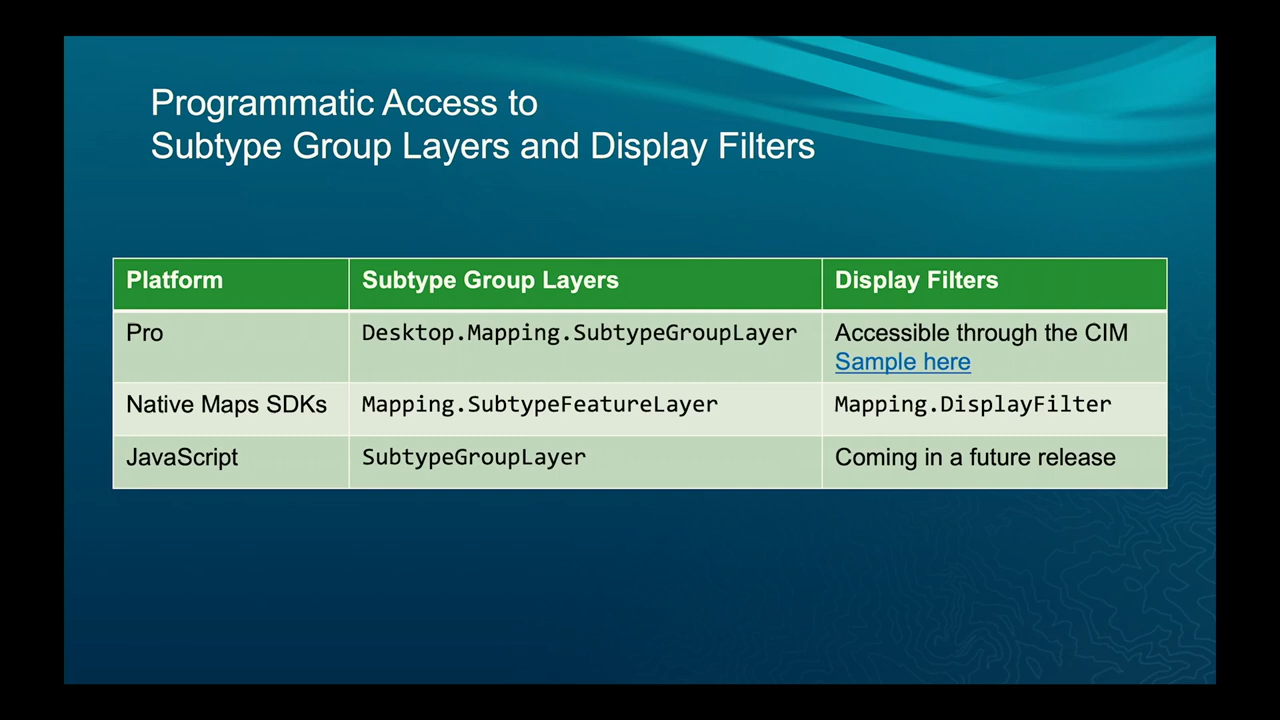 Programmatic Access to
Subtype Group Layers and Display Filters
Platform Subtype Group Layers Display Filters
Pro Desktop.Mapping.SubtypeGroupLayer Accessible through the CIM
Sample here
Native Maps SDKs Mapping.SubtypeFeatureLayer Mapping.DisplayFilter
JavaScript SubtypeGroupLayer Coming in a future release